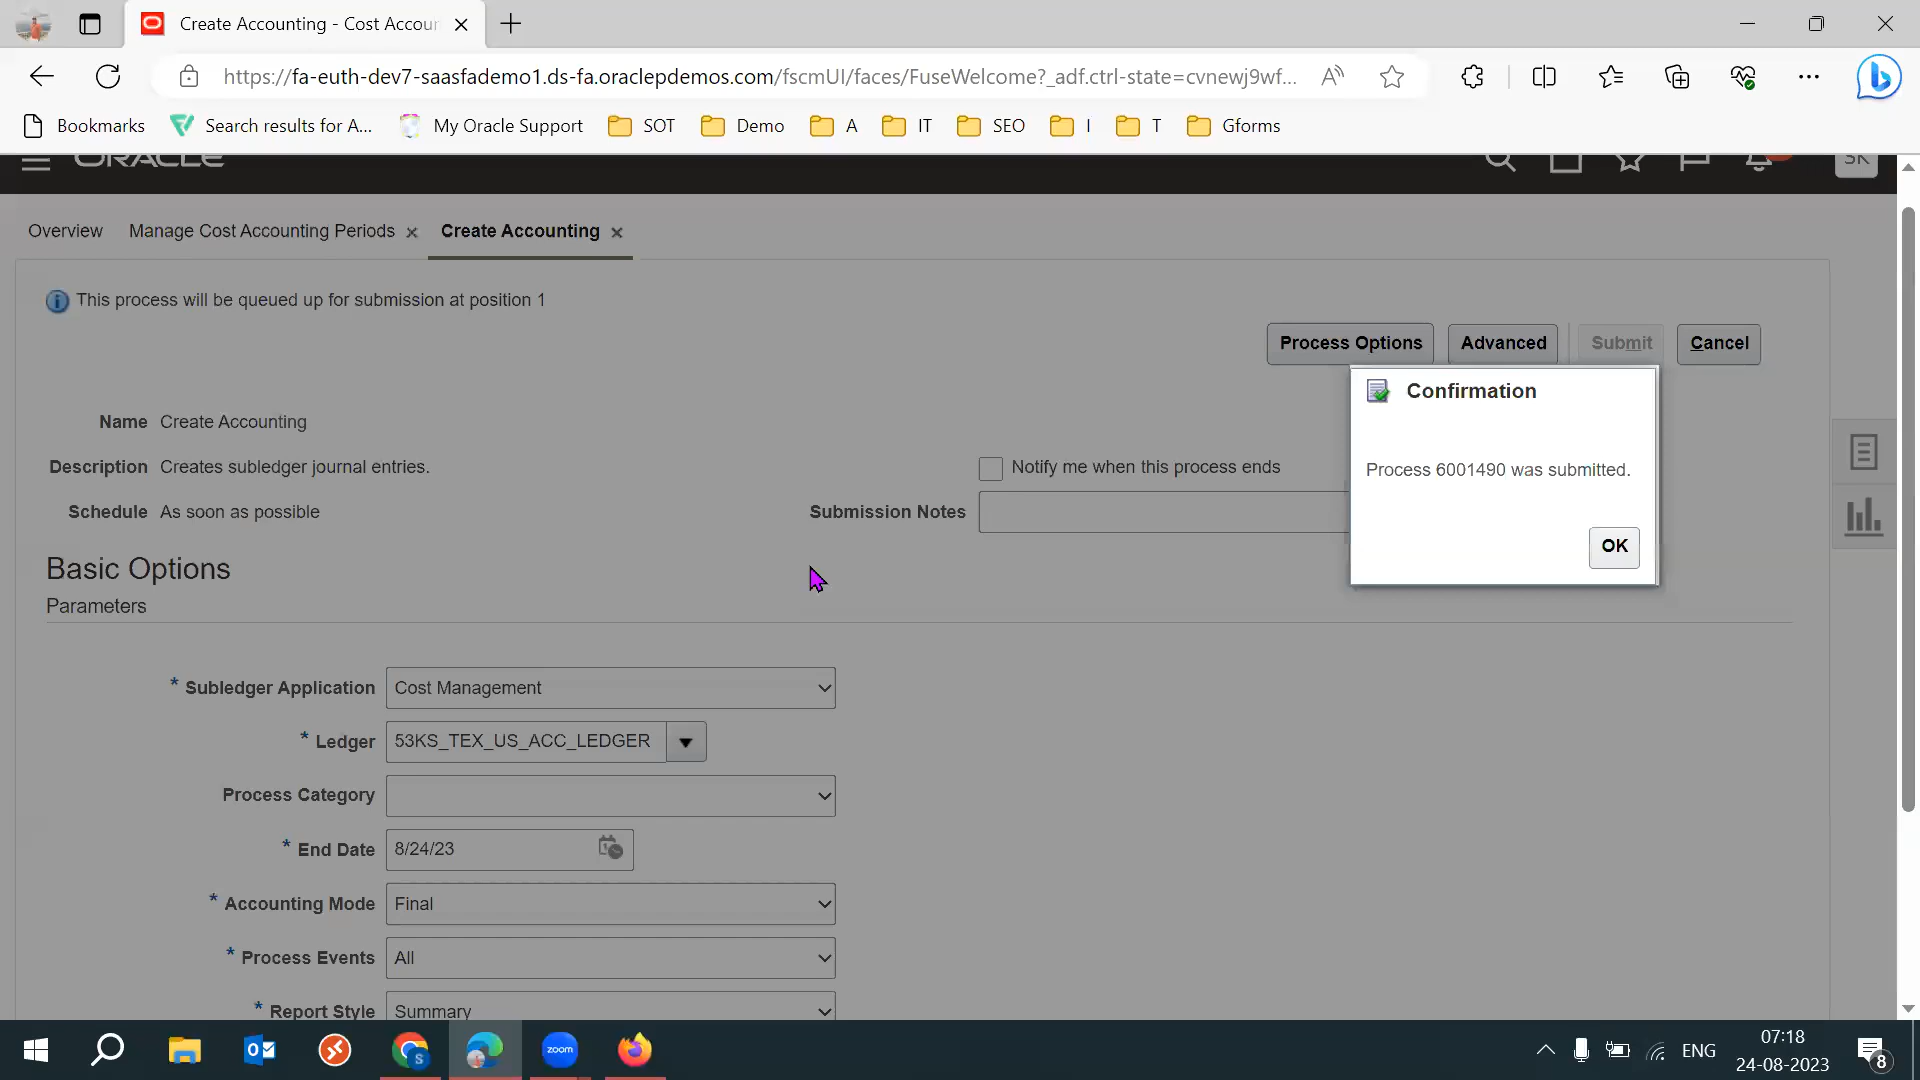 Create Accounting - Cost Accour
https://fa-euth-dev7-saasfademo1.ds-fa.oraclepdemos.com/fscmUI/faces/FuseWelcome?_adf.ctrl-state=cvnewj9wf...
Bookmarks Search results for A... My Oracle Support SOT Demo A IT SEO I T Gforms
ORACLE SK
Overview Manage Cost Accounting Periods Create Accounting
This process will be queued up for submission at position 1
Process Options Advanced Submit Cancel
Confirmation
Name Create Accounting
Description Creates subledger journal entries. Notify me when this process ends Process 6001490 was submitted.
Schedule As soon as possible Submission Notes
OK
Basic Options
Parameters
* Subledger Application Cost Management
* Ledger 53KS_TEX_US_ACC_LEDGER
Process Category
* End Date 8/24/23
* Accounting Mode Final
* Process Events All
* Report Style Summary
zoom ENG 07:18
24-08-2023 8